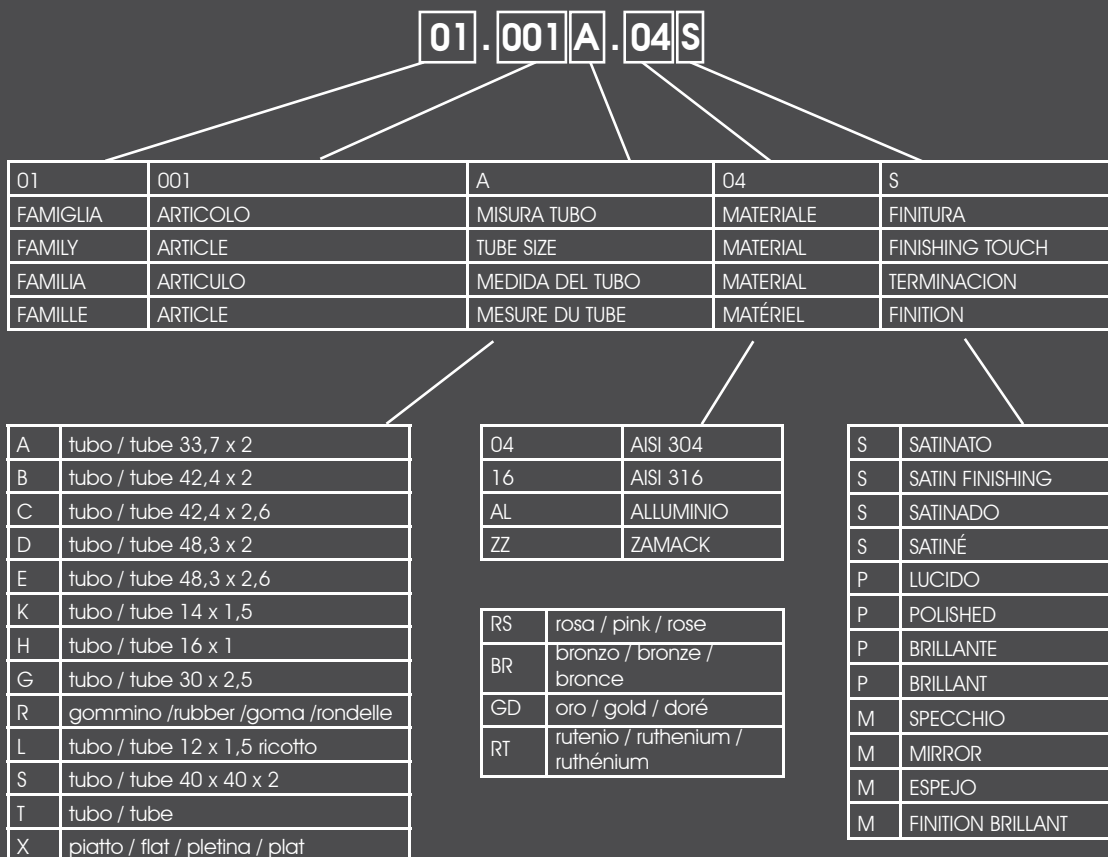 01.001A.04S
01 001 A 04 S
FAMIGLIA ARTICOLO MISURA TUBO MATERIALE FINITURA
FAMILY ARTICLE TUBE SIZE MATERIAL FINISHING TOUCH
FAMILIA ARTICULO MEDIDA DEL TUBO MATERIAL TERMINACION
FAMILLE ARTICLE MESURE DU TUBE MATÉRIEL FINITION
A tubo / tube 33,7 x 2
B tubo / tube 42,4 x 2
C tubo / tube 42,4 x 2,6
D tubo / tube 48,3 x 2
E tubo / tube 48,3 x 2,6
K tubo / tube 14 x 1,5
H tubo / tube 16 x 1
G tubo / tube 30 x 2,5
R gommino /rubber /goma /rondelle
L tubo / tube 12 x 1,5 ricotto
S tubo / tube 40 x 40 x 2
T tubo / tube
X piatto / flat / pletina / plat
04 AISI 304
16 AISI 316
AL ALLUMINIO
ZZ ZAMACK
RS rosa / pink / rose
BR bronzo / bronze /
bronce
GD oro / gold / doré
RT rutenio / ruthenium /
ruthénium
S SATINATO
S SATIN FINISHING
S SATINADO
S SATINÉ
P LUCIDO
P POLISHED
P BRILLANTE
P BRILLANT
M SPECCHIO
M MIRROR
M ESPEJO
M FINITION BRILLANT